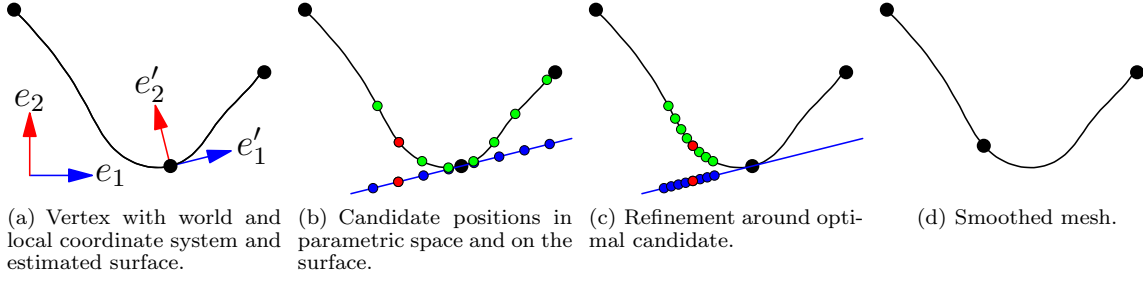 e₂
e₁
e′₂
e′₁
(a) Vertex with world and
local coordinate system and
estimated surface.
(b) Candidate positions in
parametric space and on the
surface.
(c) Refinement around opti-
mal candidate.
(d) Smoothed mesh.